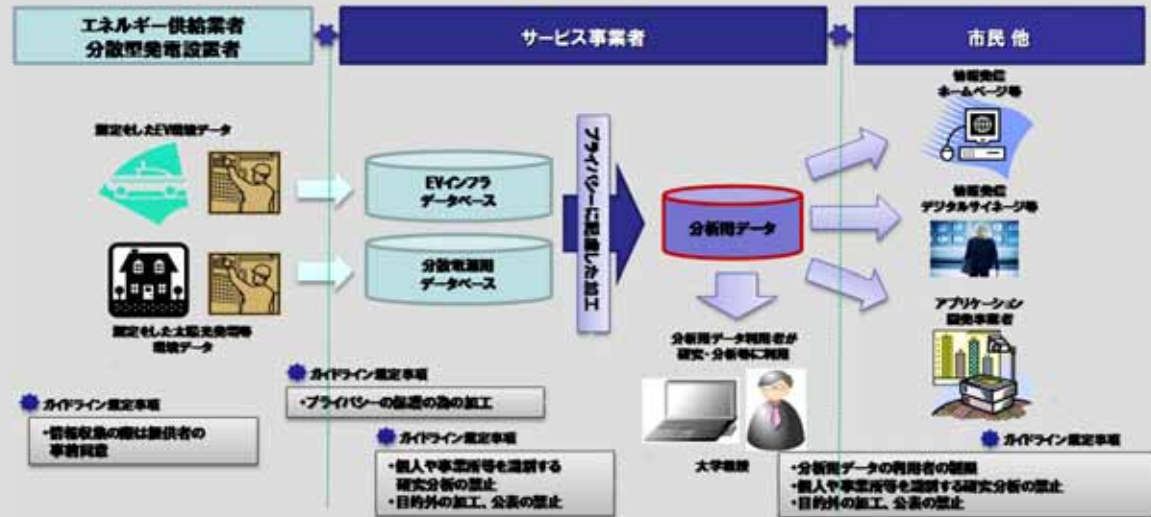 エネルギー供給業者
分散型発電設置者
サービス事業者
市民 他
測定をしたEV環境データ
測定をした太陽光発電等
環境データ
EVインフラ
データベース
分散電源用
データベース
プライバシーに配慮した加工
分析用データ
分析用データ利用者が
研究・分析等に利用
大学教授
情報発信
ホームページ等
情報発信
デジタルサイネージ等
アプリケーション
開発事業者
ガイドライン規定事項
・情報収集の際は提供者の
事前同意
ガイドライン規定事項
・プライバシーの保護の為の加工
ガイドライン規定事項
・個人や事業所等を識別する
研究分析の禁止
・目的外の加工、公表の禁止
ガイドライン規定事項
・分析用データの利用者の制限
・個人や事業所等を識別する研究分析の禁止
・目的外の加工、公表の禁止